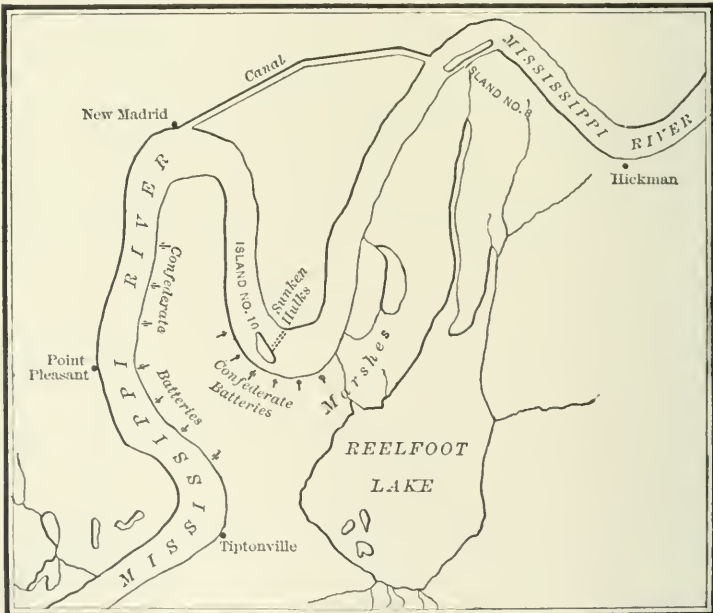 MISSISSIPPI RIVER
ISLAND NO. 8
Canal
New Madrid
Hickman
MISSISSIPPI RIVER
Confederate
Batteries
ISLAND NO. 10
Sunken
Hulks
Confederate
Batteries
Marshes
Point
Pleasant
REELFOOT
LAKE
Tiptonville